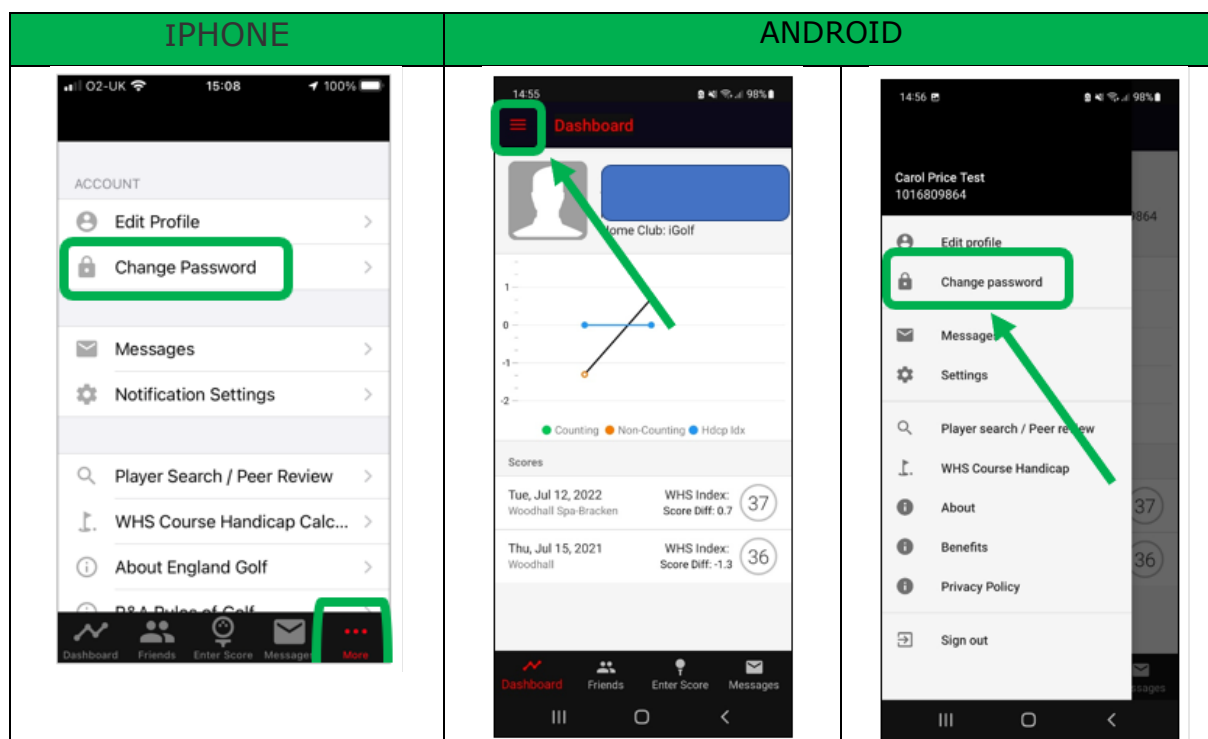 IPHONE
ANDROID
O2-UK 15:08 100%
ACCOUNT
Edit Profile
Change Password
Messages
Notification Settings
Player Search / Peer Review
WHS Course Handicap Calc...
About England Golf
R&A Rules of Golf
Dashboard Friends Enter Score Messages More
14:55 98%
Dashboard
Home Club: iGolf
1
0
-1
-2
Counting Non-Counting Hdcp Idx
Scores
Tue, Jul 12, 2022 WHS Index: 37
Woodhall Spa-Bracken Score Diff: 0.7
Thu, Jul 15, 2021 WHS Index: 36
Woodhall Score Diff: -1.3
Dashboard Friends Enter Score Messages
14:56 98%
Carol Price Test
1016809864
9864
Edit profile
Change password
Messages
Settings
Player search / Peer review
WHS Course Handicap
About
37
Benefits
36
Privacy Policy
Sign out
ssages